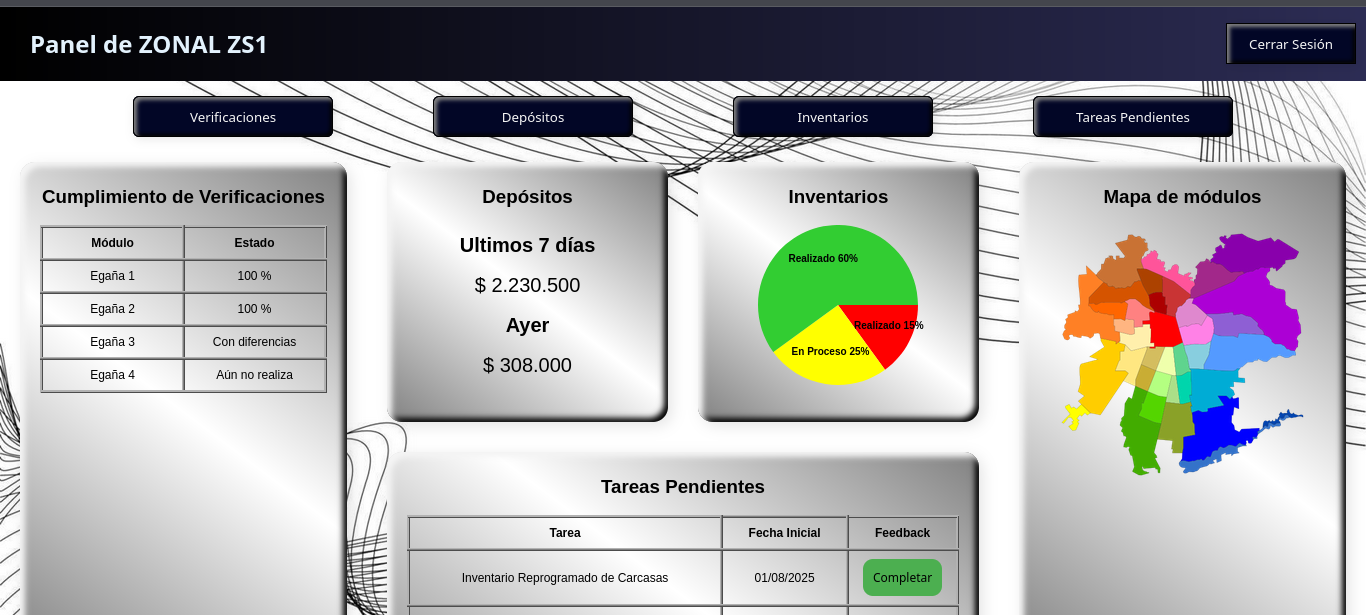 Panel de ZONAL ZS1
Cerrar Sesión
Verificaciones
Depósitos
Inventarios
Tareas Pendientes
Cumplimiento de Verificaciones
Módulo Estado
Egaña 1 100 %
Egaña 2 100 %
Egaña 3 Con diferencias
Egaña 4 Aún no realiza
Depósitos
Ultimos 7 días
$ 2.230.500
Ayer
$ 308.000
Inventarios
Realizado 60%
Realizado 15%
En Proceso 25%
Mapa de módulos
Tareas Pendientes
Tarea Fecha Inicial Feedback
Inventario Reprogramado de Carcasas 01/08/2025 Completar